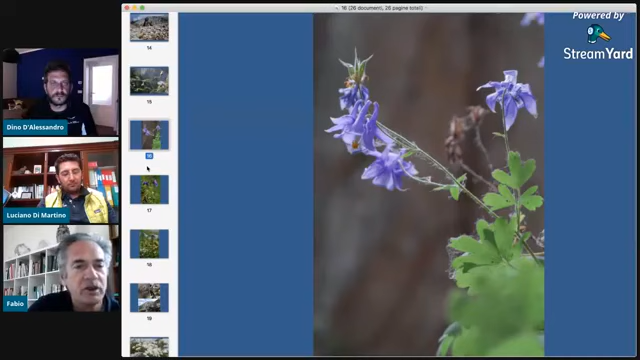 16 (26 documenti, 26 pagine totali)
Powered by
StreamYard
Dino D'Alessandro
Luciano Di Martino
Fabio
14
15
16
17
18
19